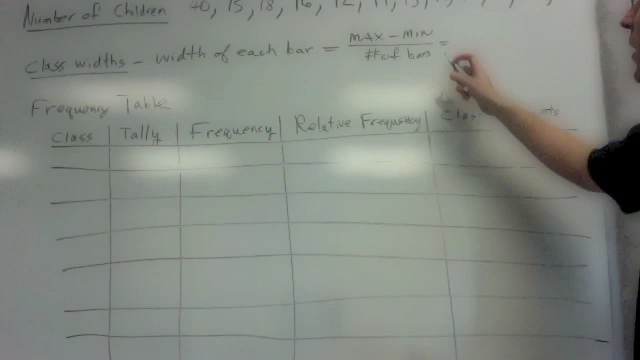 Number of Children 40, 15, 18, 16, 12, 11, 13,
Class widths - width of each bar = MAX - MIN / # of bars =
Frequency Table
Class Tally Frequency Relative Frequency Clas